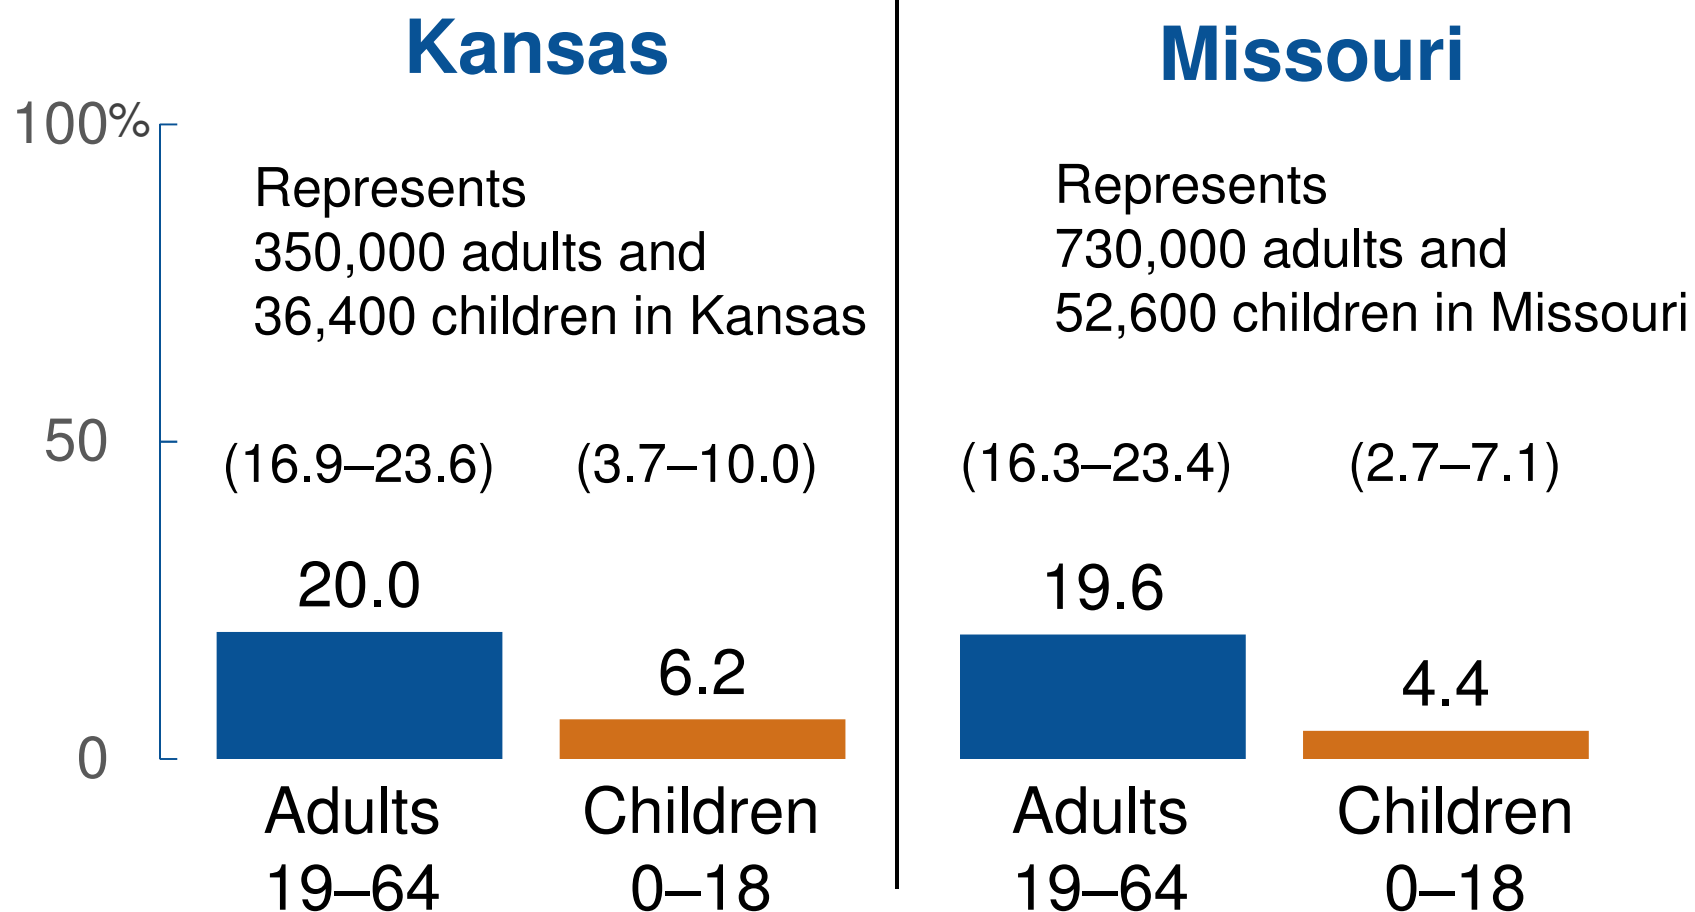 Kansas
100%
Represents
350,000 adults and
36,400 children in Kansas
50
(16.9–23.6)
(3.7–10.0)
20.0
6.2
0
Adults
19–64
Children
0–18
Missouri
Represents
730,000 adults and
52,600 children in Missouri
(16.3–23.4)
(2.7–7.1)
19.6
4.4
Adults
19–64
Children
0–18